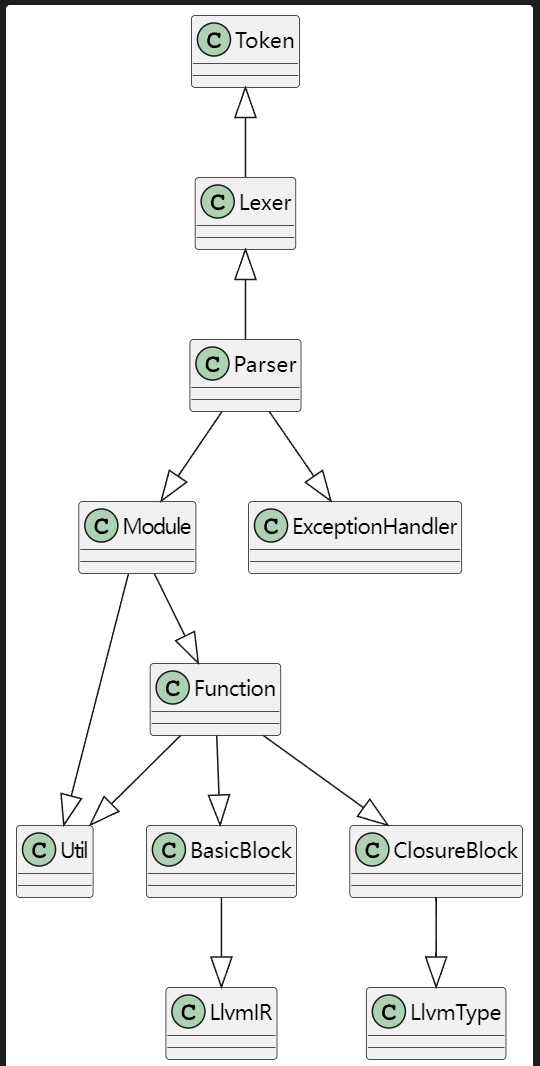 C Token
C Lexer
C Parser
C Module
C ExceptionHandler
C Function
C Util
C BasicBlock
C ClosureBlock
C LlvmIR
C LlvmType